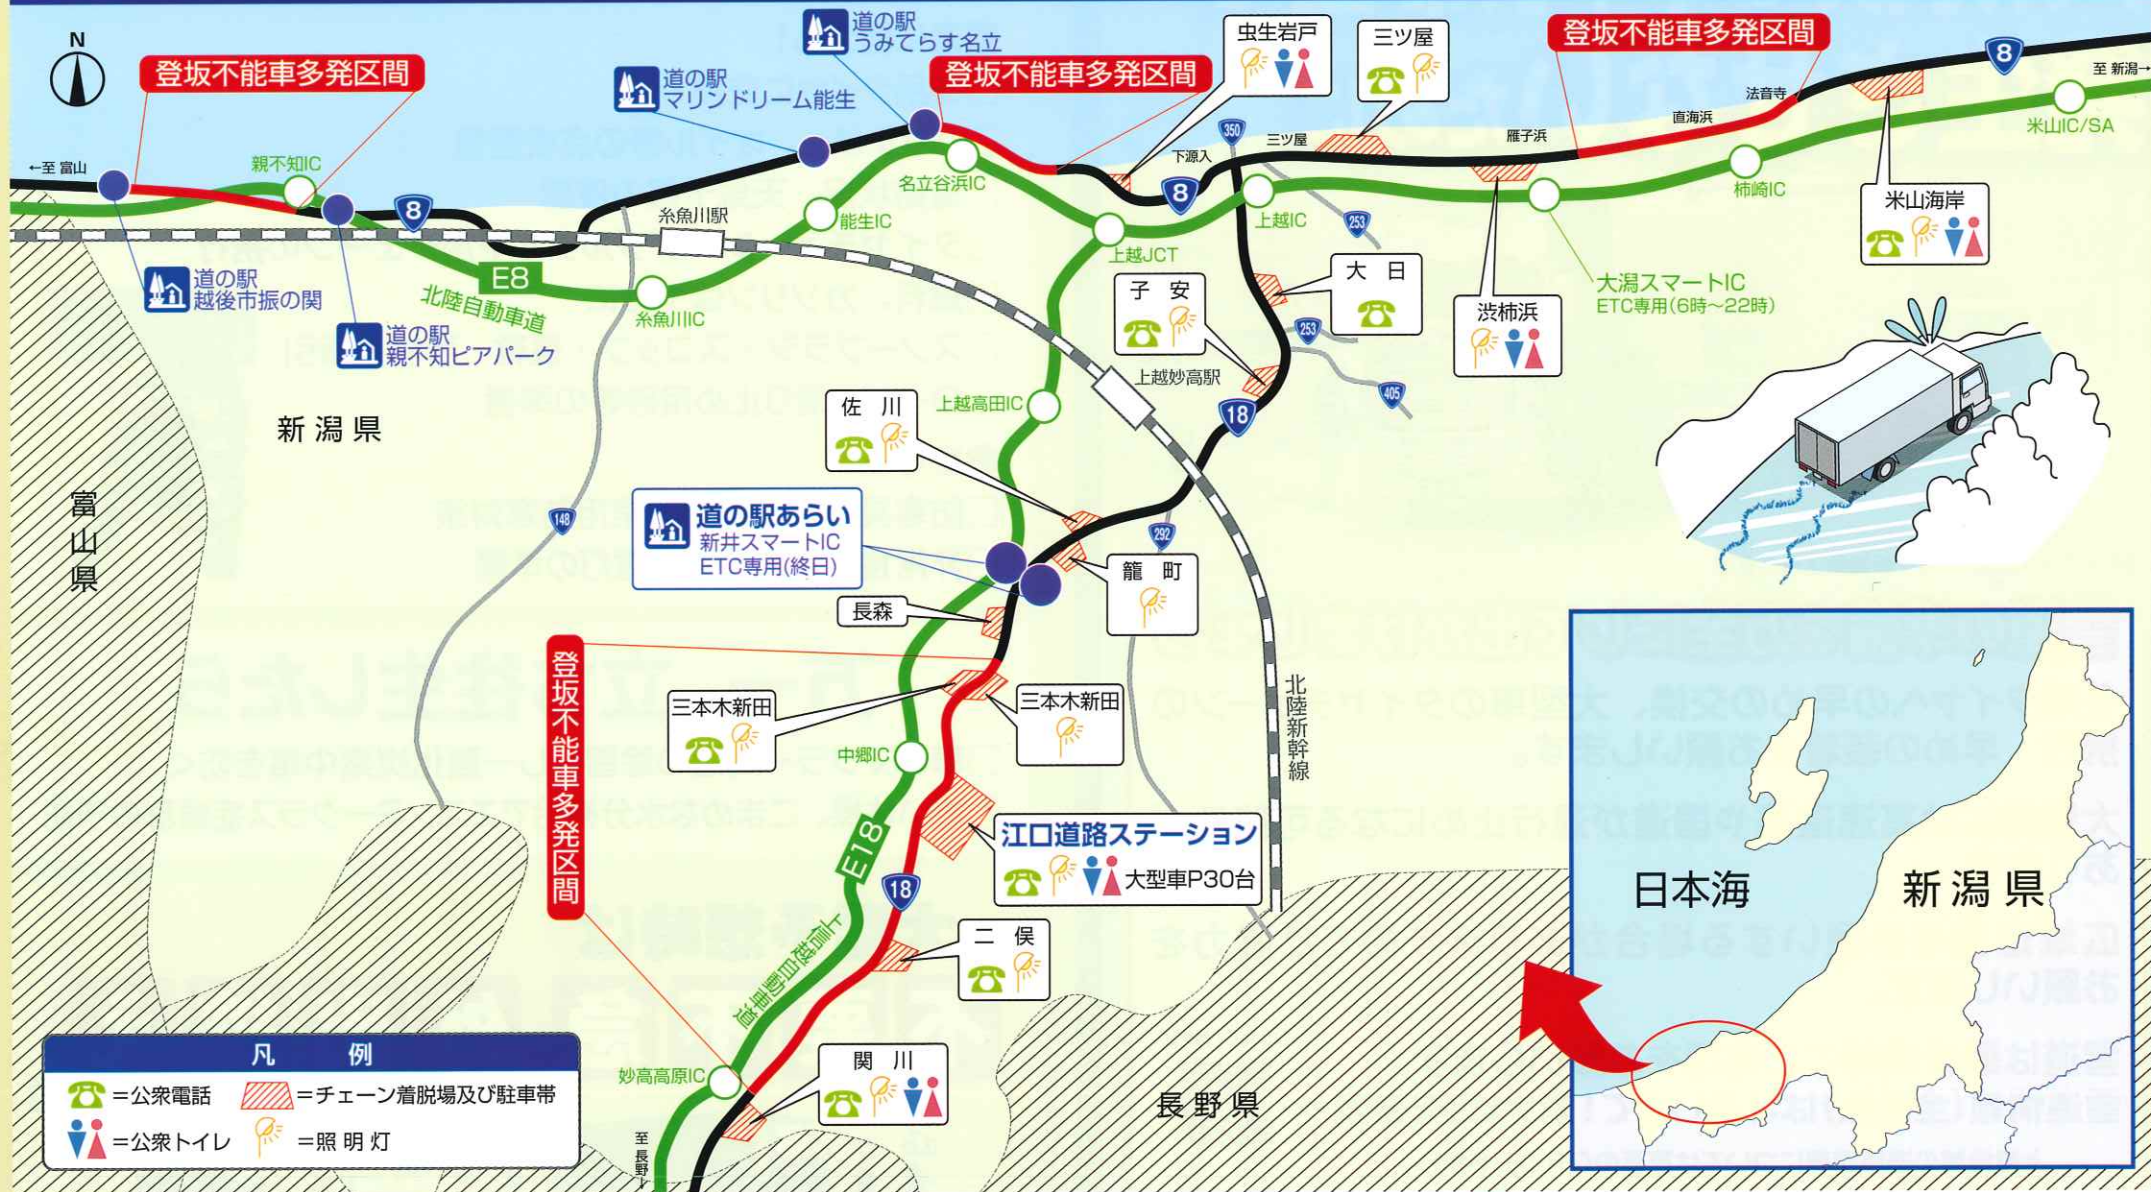 N
登坂不能車多発区間
道の駅
うみてらす名立
道の駅
マリンドリーム能生
登坂不能車多発区間
虫生岩戸
三ツ屋
登坂不能車多発区間
8
至 新潟→
米山IC/SA
←至 富山
親不知IC
8
糸魚川駅
能生IC
名立谷浜IC
下源入
350
三ツ屋
雁子浜
直海浜
法音寺
8
上越JCT
上越IC
253
柿崎IC
米山海岸
道の駅
越後市振の関
道の駅
親不知ピアパーク
E8
北陸自動車道
糸魚川IC
大潟スマートIC
ETC専用(6時～22時)
渋柿浜
子 安
大 日
253
405
上越妙高駅
18
上越高田IC
佐 川
新潟県
富山県
148
道の駅あらい
新井スマートIC
ETC専用(終日)
292
籠 町
長森
登坂不能車多発区間
三本木新田
三本木新田
北陸新幹線
中郷IC
江口道路ステーション
大型車P30台
E18
18
上信越自動車道
二 俣
妙高高原IC
関 川
至 長野
長野県
日本海
新潟県
凡 例
=公衆電話
=チェーン着脱場及び駐車帯
=公衆トイレ
=照明灯